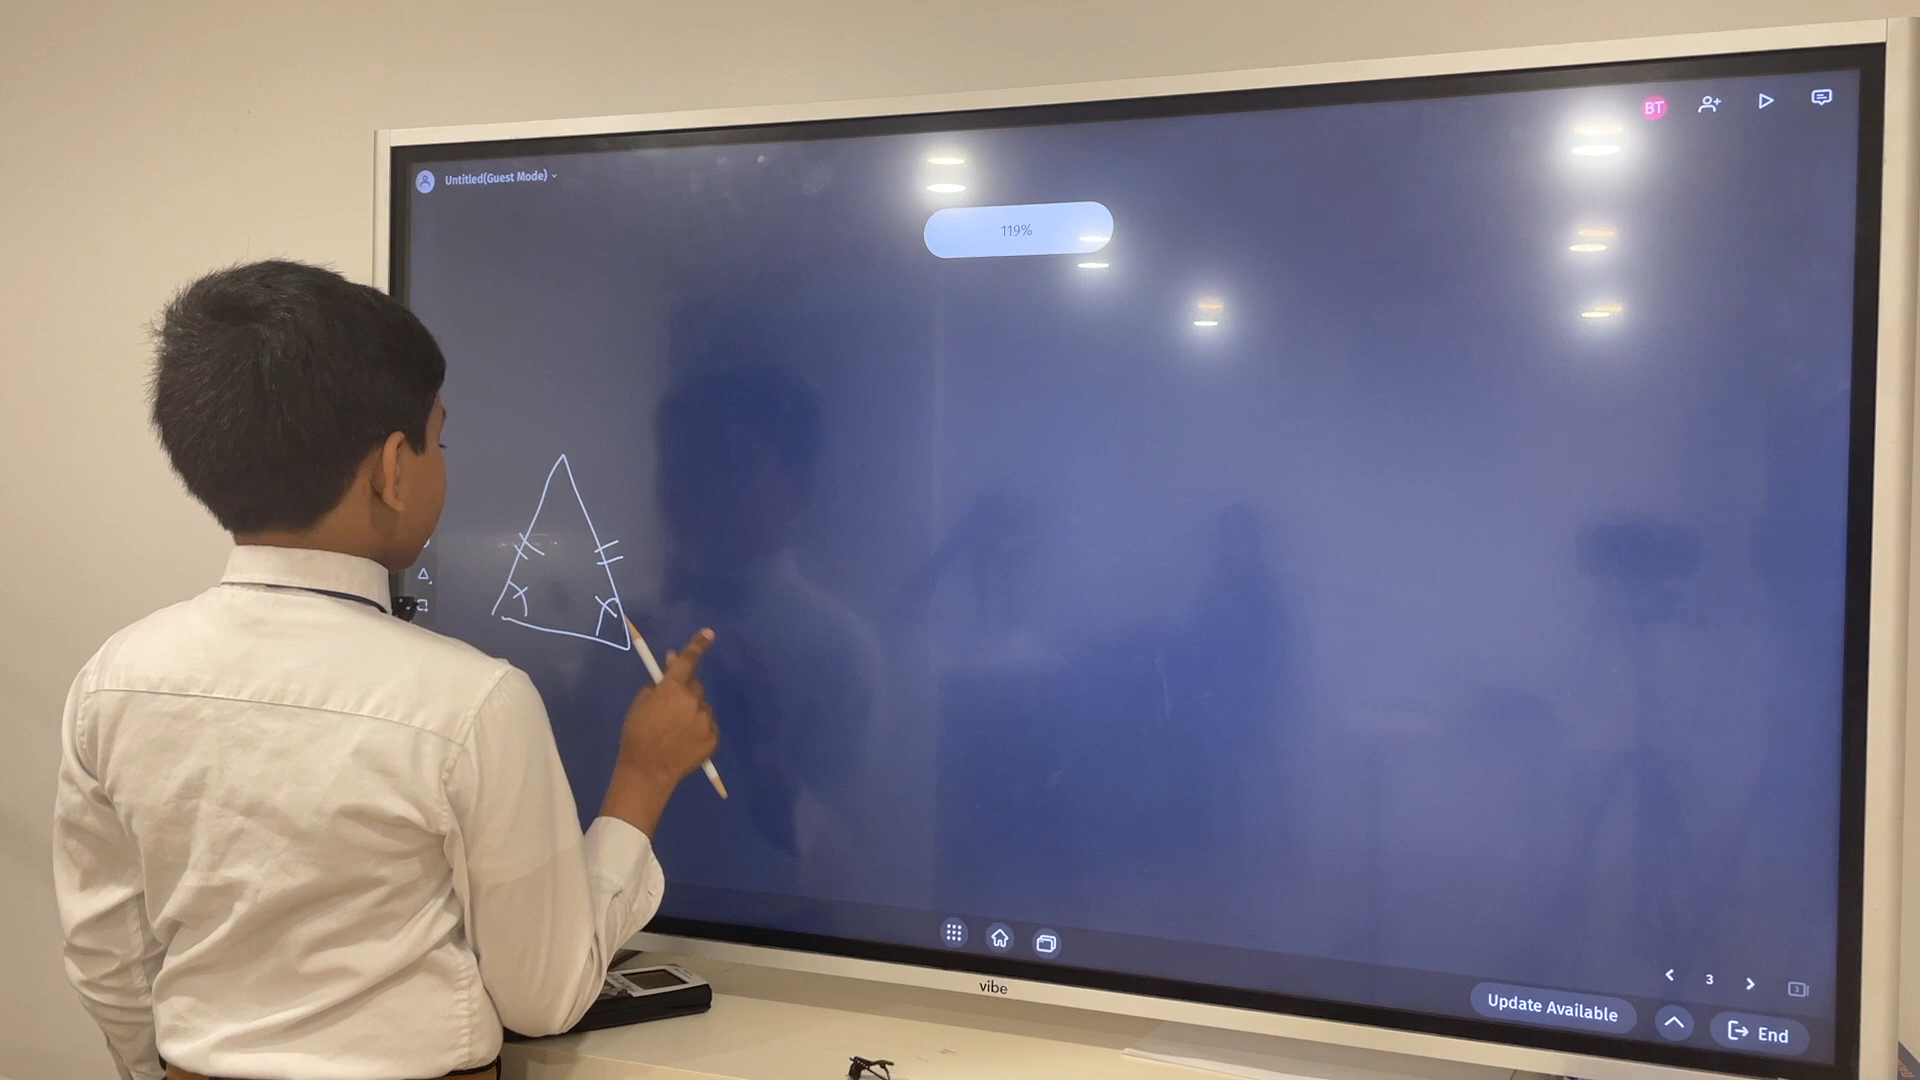 BT
Untitled(Guest Mode)
119%
vibe
3
Update Available
End